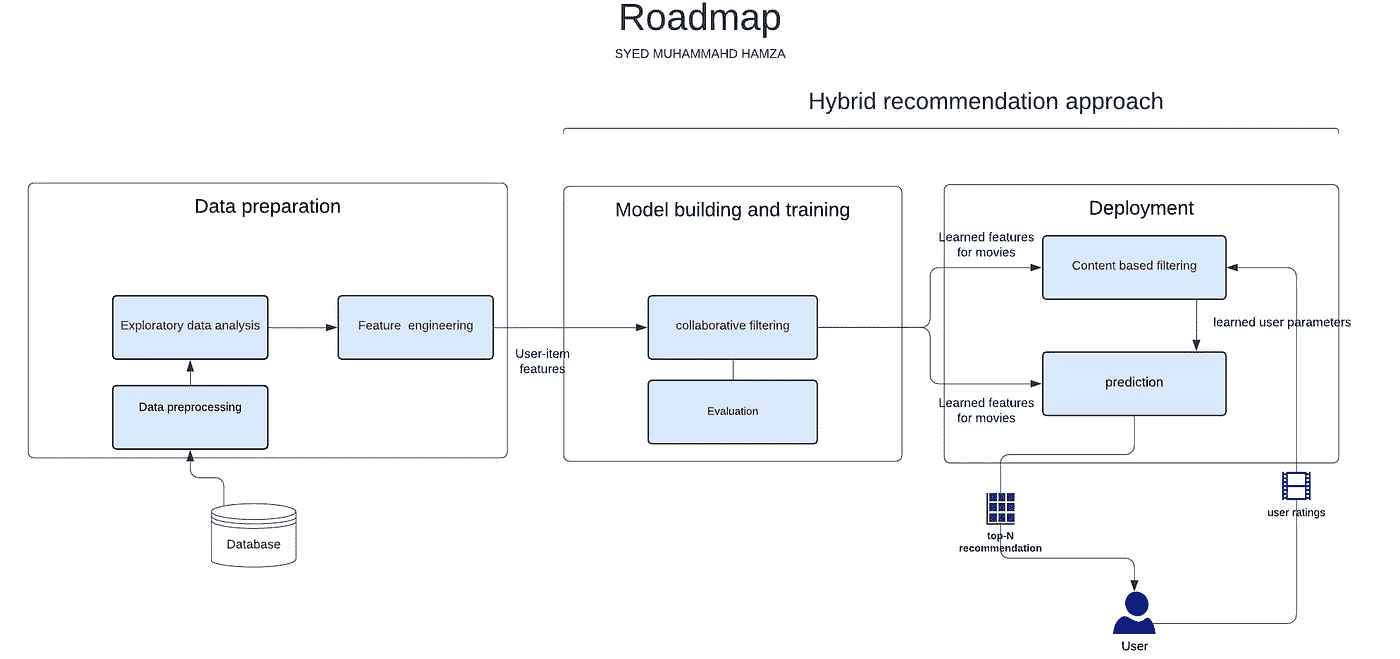 Roadmap
SYED MUHAMMAHD HAMZA
Hybrid recommendation approach
Data preparation
Exploratory data analysis
Feature engineering
Data preprocessing
Database
User-item
features
Model building and training
collaborative filtering
Evaluation
Deployment
Learned features
for movies
Content based filtering
learned user parameters
prediction
Learned features
for movies
top-N
recommendation
user ratings
User